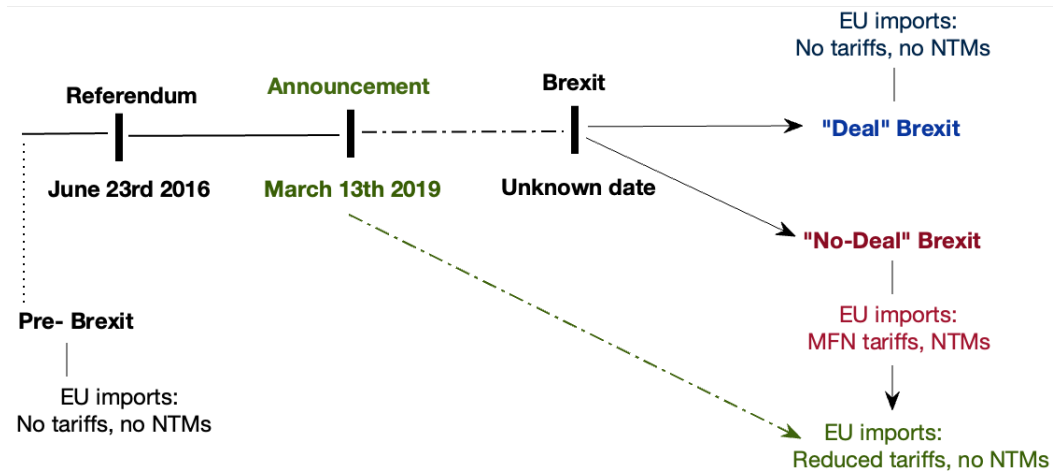 EU imports:
No tariffs, no NTMs
Referendum
Announcement
Brexit
"Deal" Brexit
June 23rd 2016
March 13th 2019
Unknown date
"No-Deal" Brexit
Pre- Brexit
EU imports:
MFN tariffs, NTMs
EU imports:
No tariffs, no NTMs
EU imports:
Reduced tariffs, no NTMs